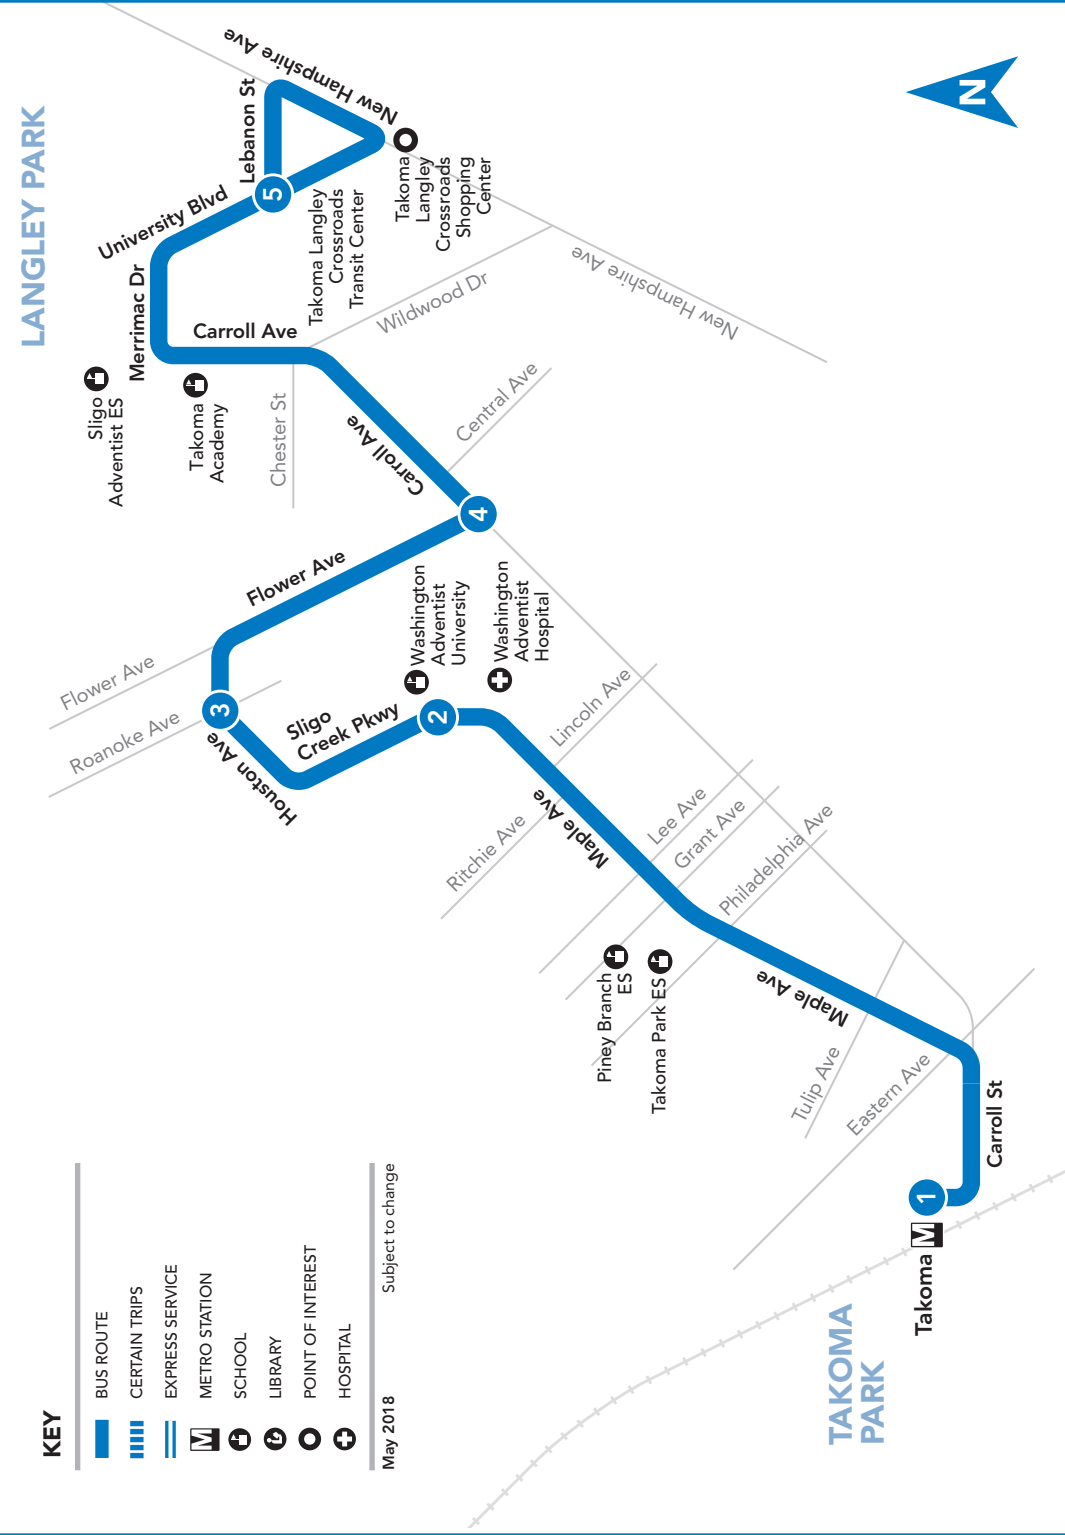 LANGLEY PARK
New Hampshire Ave
Lebanon St
University Blvd
5
Takoma
Langley
Crossroads
Shopping
Center
Takoma Langley
Crossroads
Transit Center
Merrimac Dr
Carroll Ave
Wildwood Dr
New Hampshire Ave
Sligo
Adventist ES
Takoma
Academy
Chester St
Carroll Ave
Central Ave
4
Flower Ave
Washington
Adventist
University
Washington
Adventist
Hospital
Flower Ave
Roanoke Ave
3
Houston Ave
Sligo
Creek Pkwy
2
Lincoln Ave
Ritchie Ave
Maple Ave
Lee Ave
Grant Ave
Philadelphia Ave
Piney Branch
ES
Takoma Park ES
Maple Ave
Tulip Ave
Eastern Ave
Carroll St
1
M
Takoma
TAKOMA
PARK
N
KEY
BUS ROUTE
CERTAIN TRIPS
EXPRESS SERVICE
M METRO STATION
SCHOOL
i LIBRARY
POINT OF INTEREST
HOSPITAL
May 2018
Subject to change